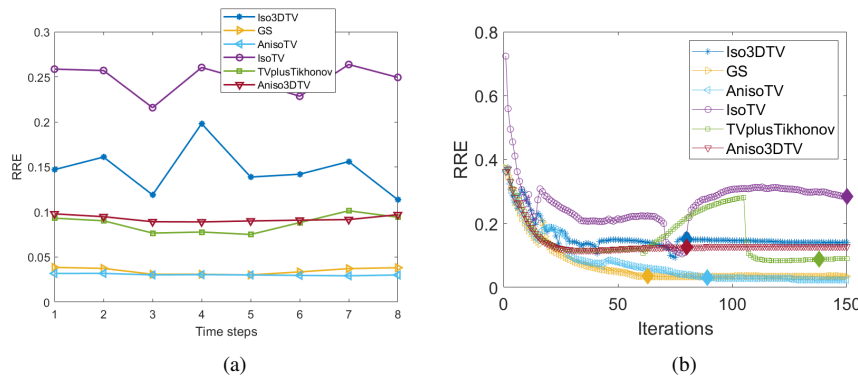 Iso3DTV
GS
AnisoTV
IsoTV
TVplusTikhonov
Aniso3DTV
0.3
0.25
0.2
0.15
0.1
0.05
0
RRE
1 2 3 4 5 6 7 8
Time steps
(a)
Iso3DTV
GS
AnisoTV
IsoTV
TVplusTikhonov
Aniso3DTV
0.8
0.6
0.4
0.2
0
RRE
0 50 100 150
Iterations
(b)